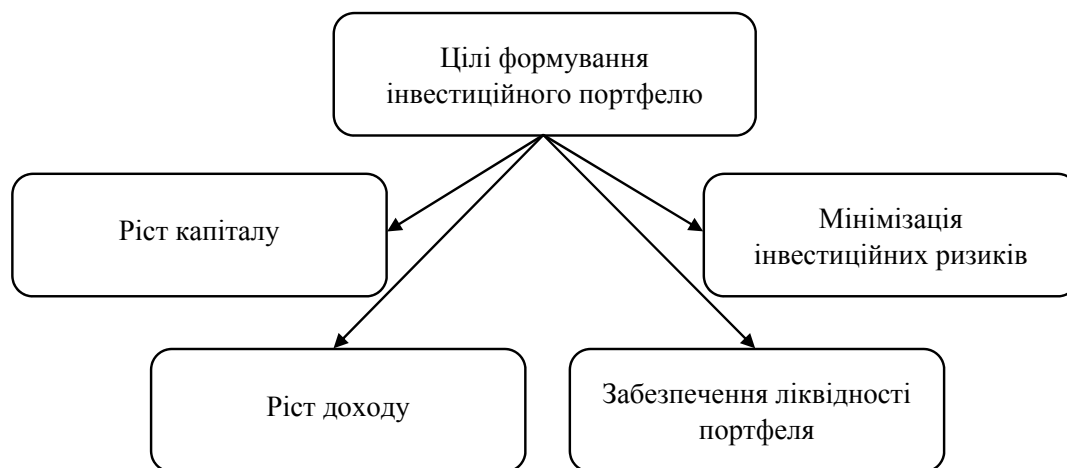 Цілі формування
інвестиційного портфелю
Ріст капіталу
Мінімізація
інвестиційних ризиків
Ріст доходу
Забезпечення ліквідності
портфеля